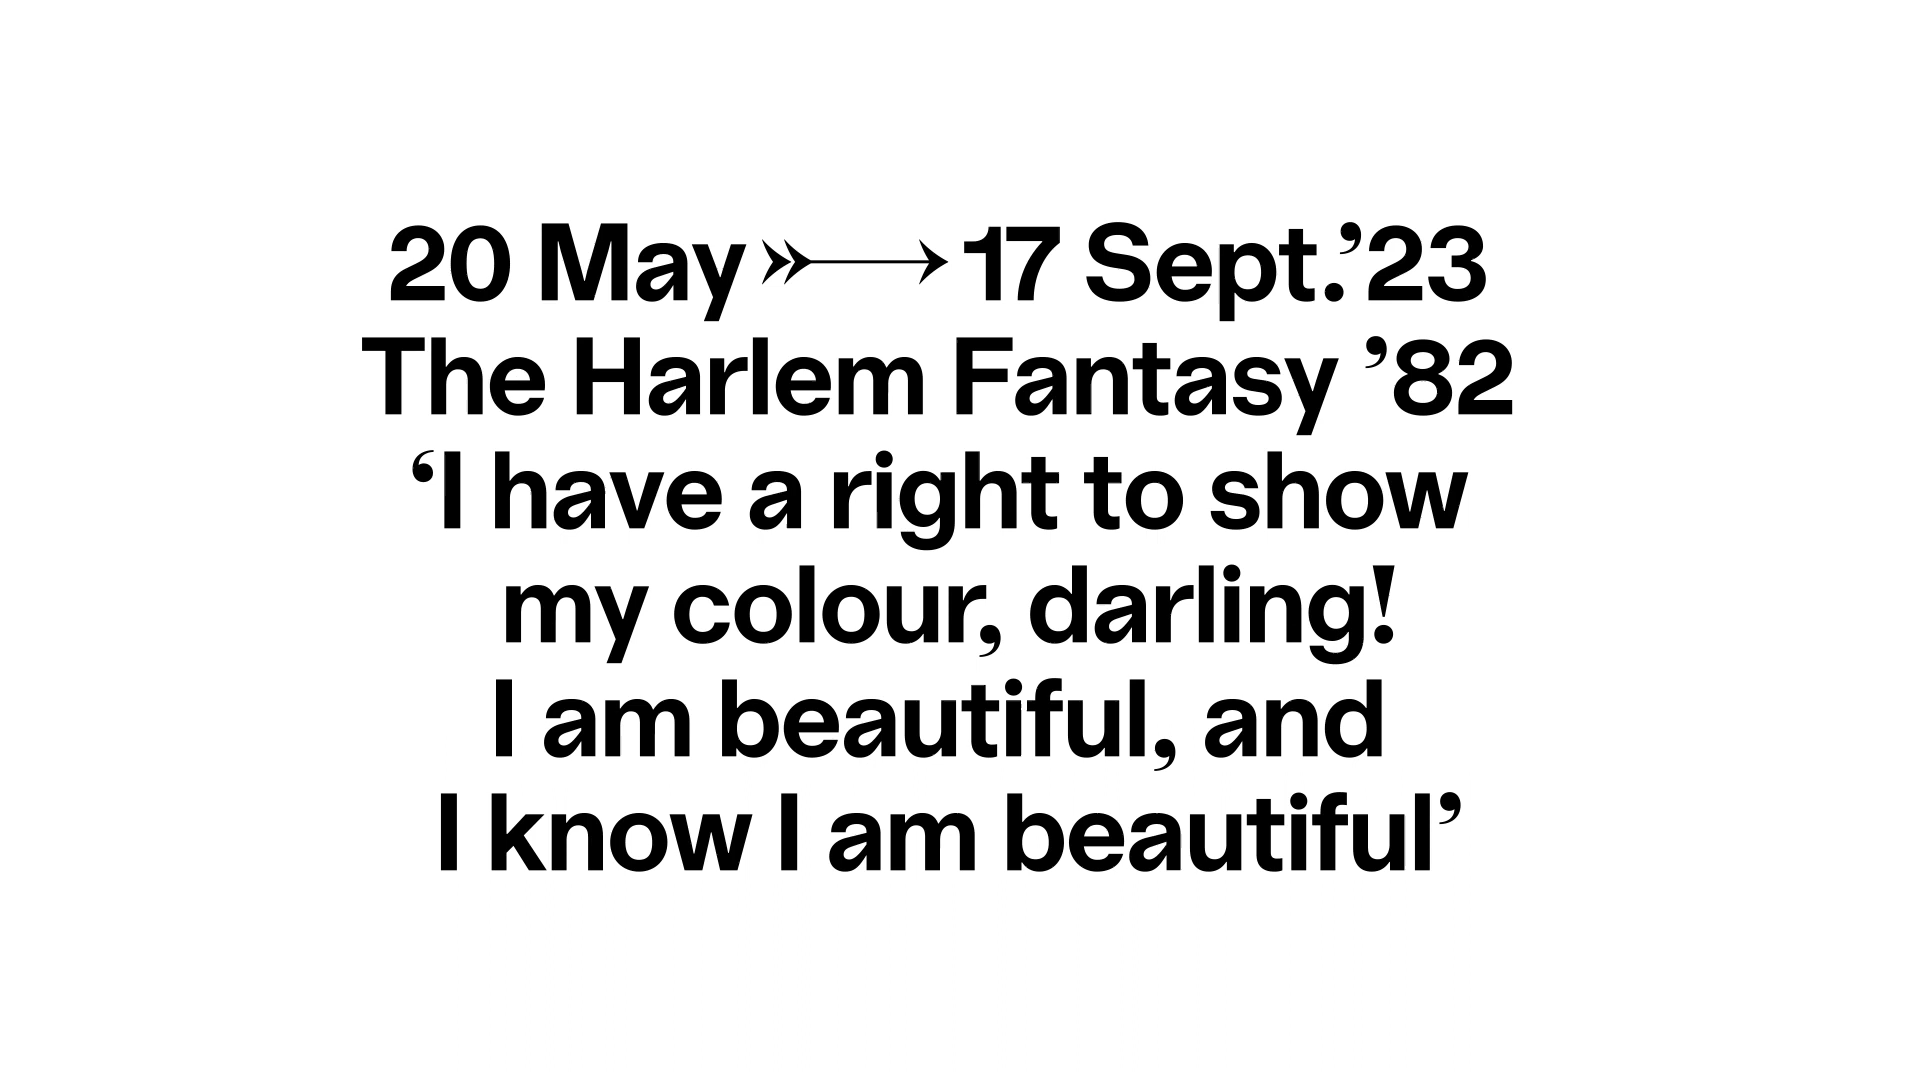 20 May ⤖ 17 Sept.’23
The Harlem Fantasy ’82
‘I have a right to show
my colour, darling!
I am beautiful, and
I know I am beautiful’